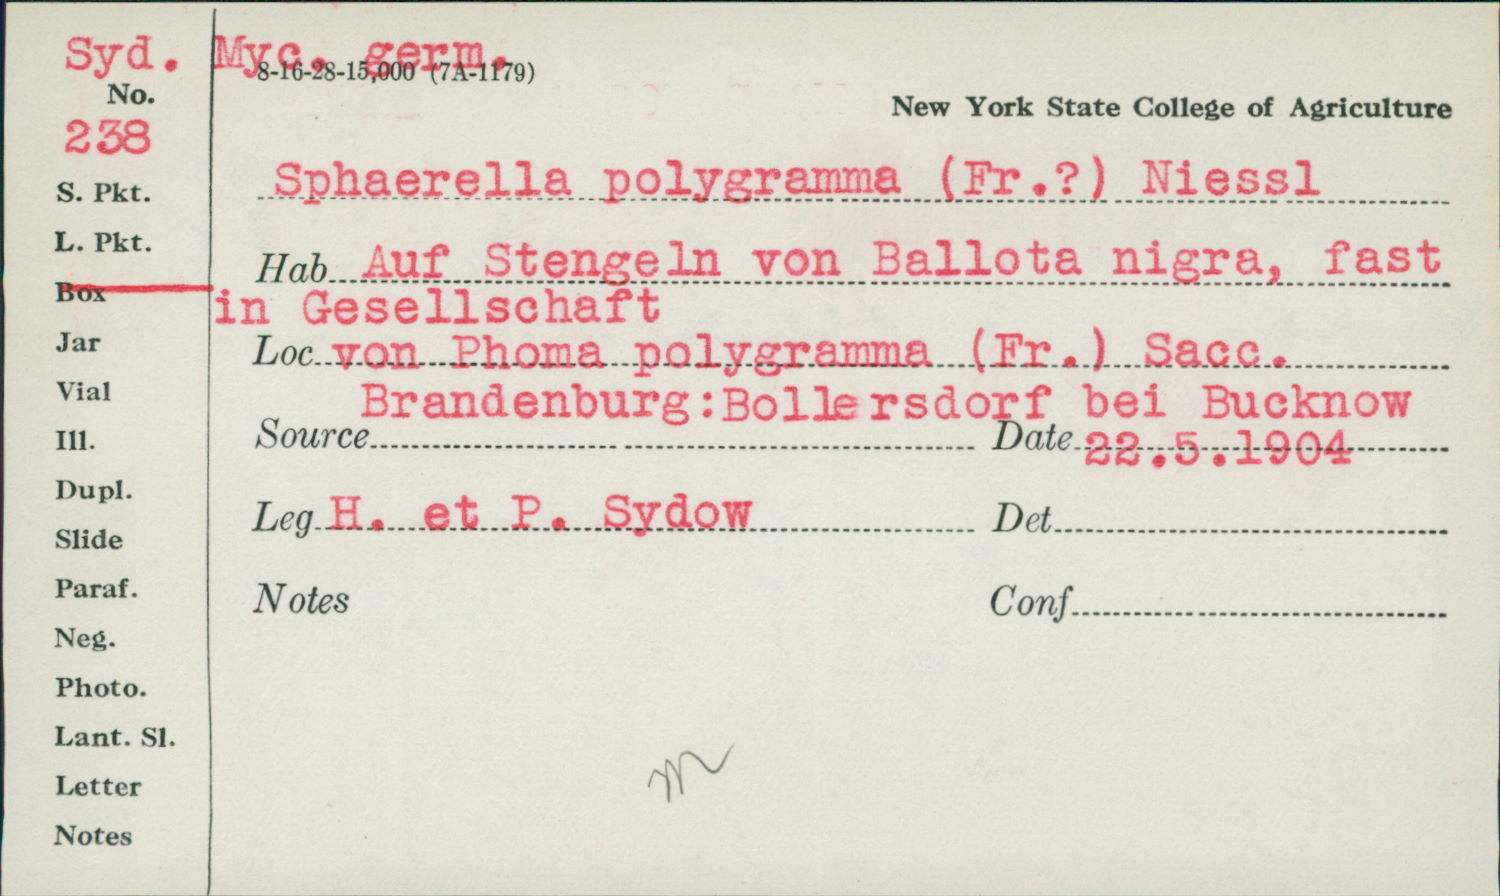 Syd. Myc. germ.
8-16-28-15,000 (7A-1179)
No.
New York State College of Agriculture
238
Sphaerella polygramma (Fr.?) Niessl
S. Pkt.
L. Pkt.
Hab Auf Stengeln von Ballota nigra, fast
Box
in Gesellschaft
Jar
Loc von Phoma polygramma (Fr.) Sacc.
Vial
Brandenburg:Bollersdorf bei Bucknow
Ill.
Source Date 22.5.1904
Dupl.
Leg H. et P. Sydow Det
Slide
Paraf.
Notes Conf
Neg.
Photo.
Lant. Sl.
m
Letter
Notes